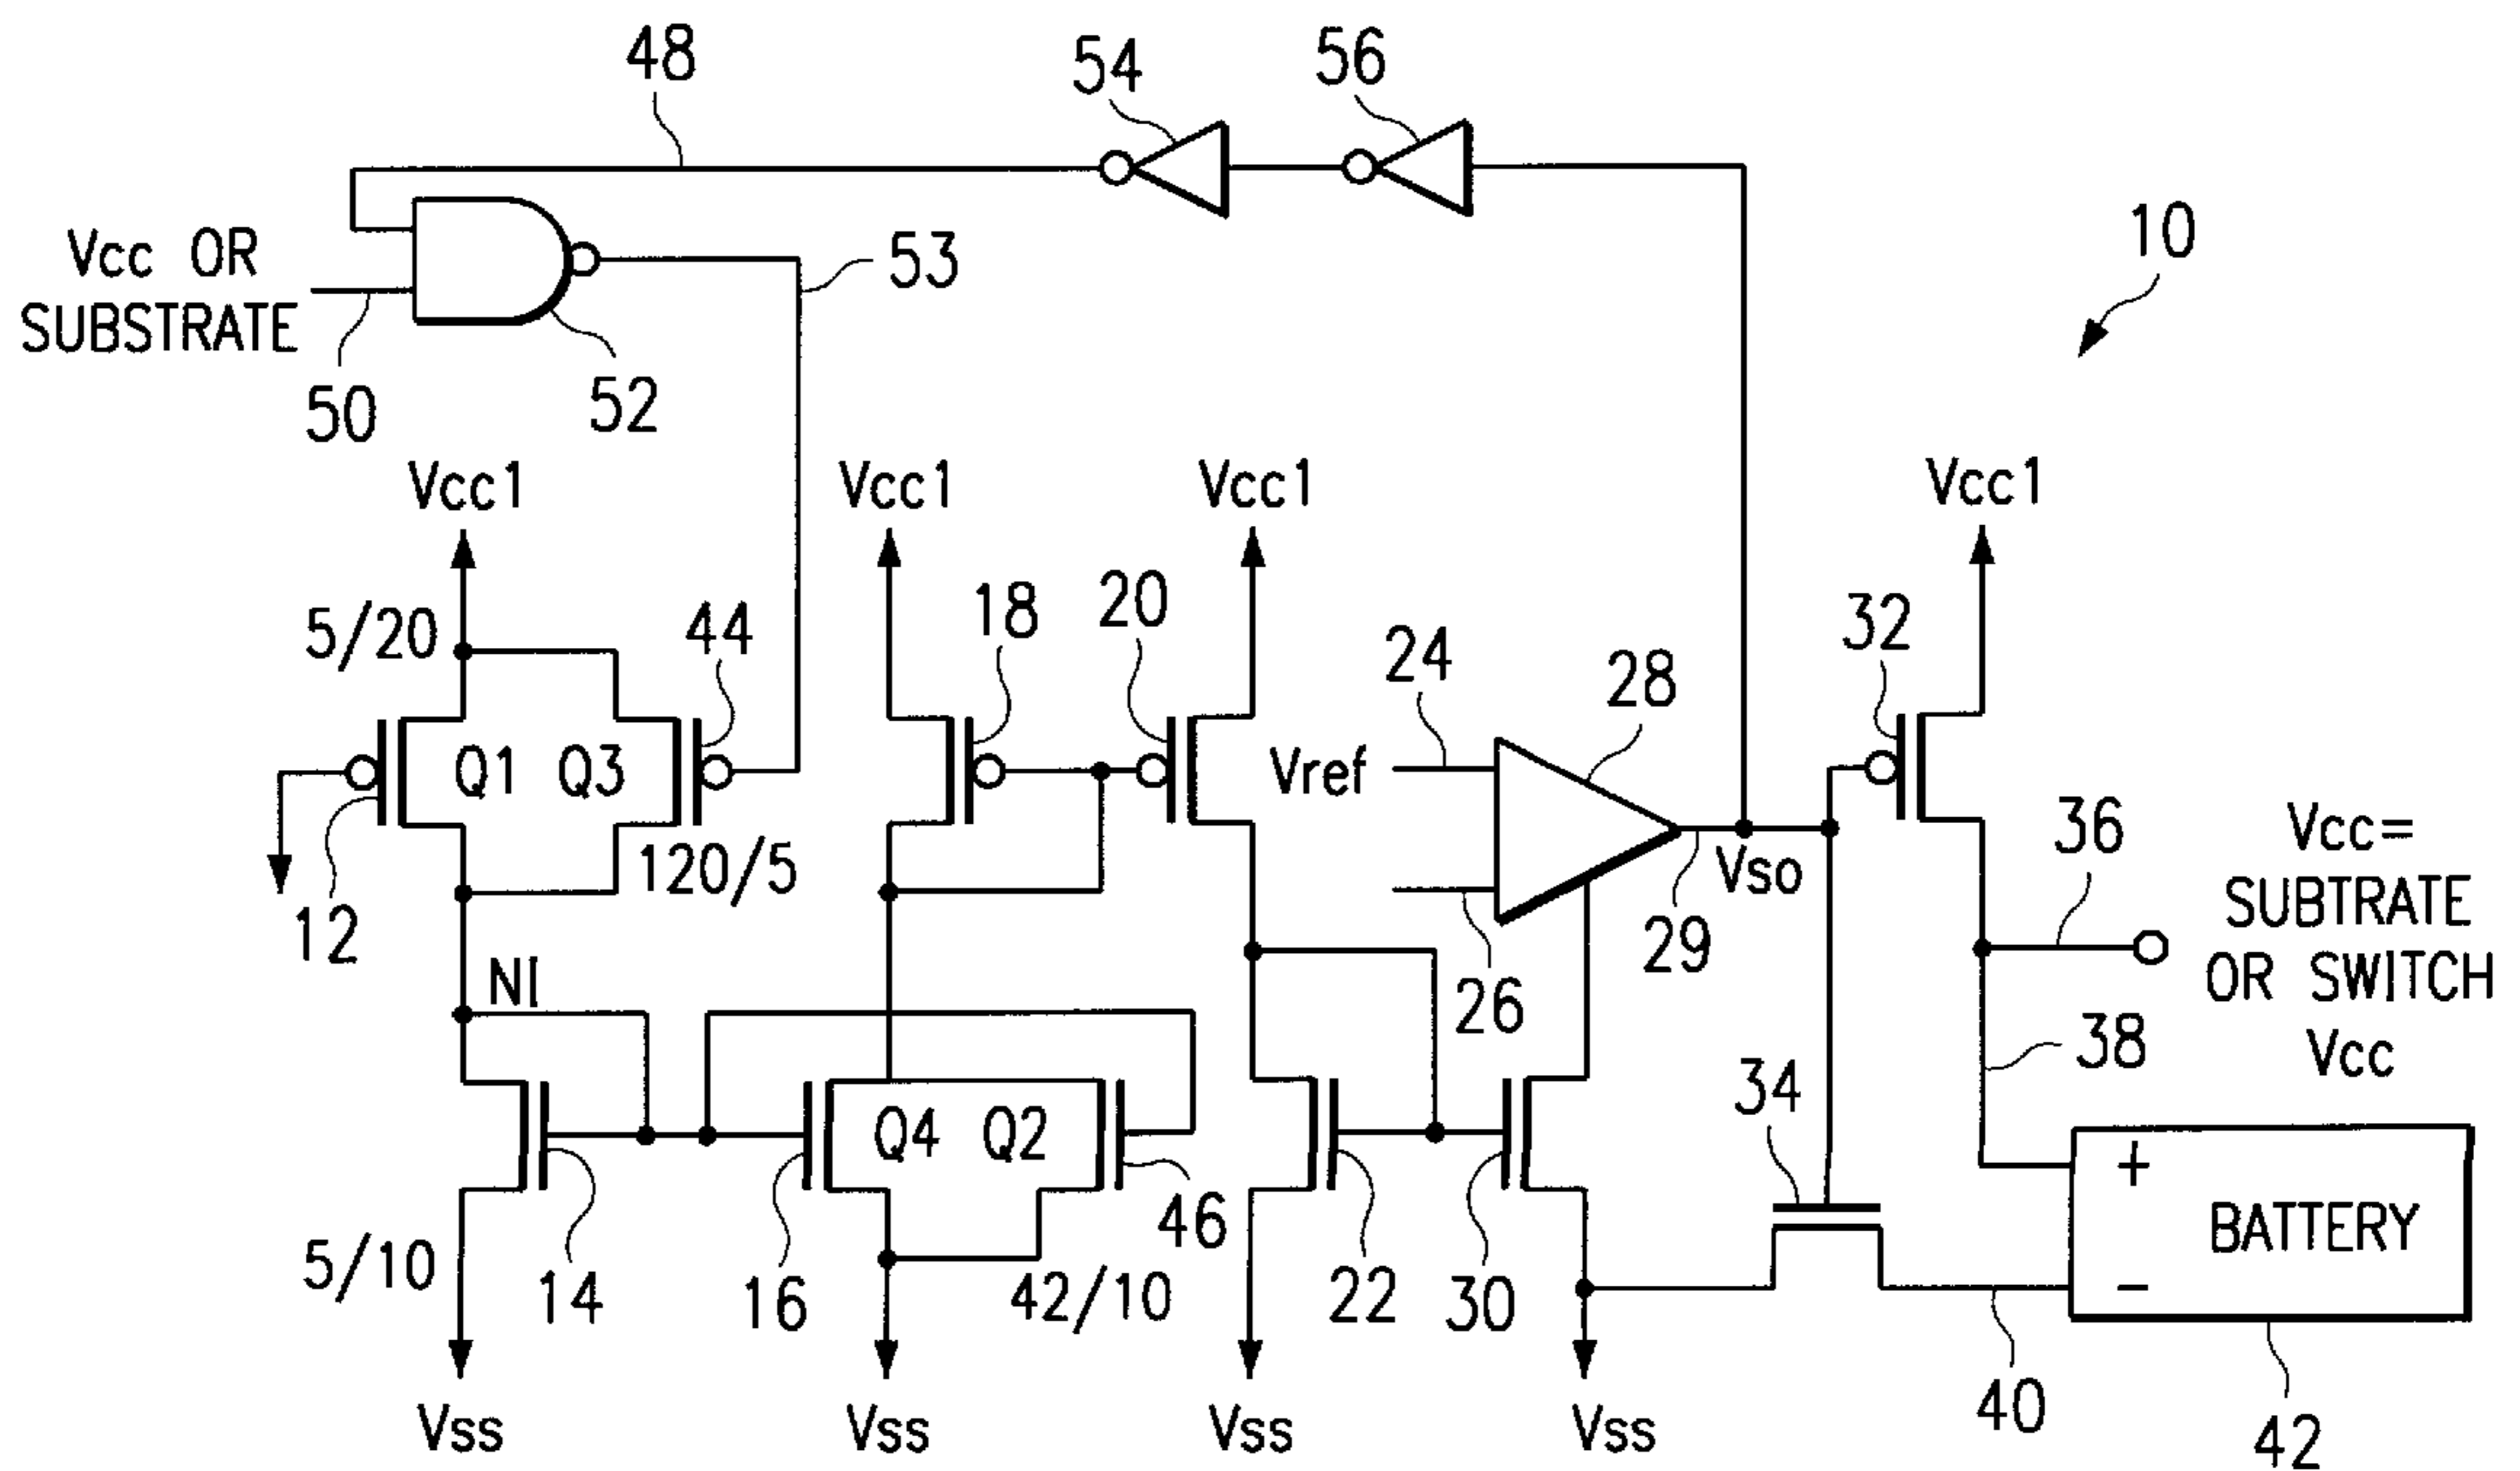 48
54
56
10
Vcc OR
SUBSTRATE
53
50
52
Vcc1
Vcc1
Vcc1
Vcc1
5/20
44
18
20
24
28
32
Q1
Q3
Vref
36
Vcc=
SUBTRATE
OR SWITCH
Vcc
120/5
Vso
12
29
26
NI
38
34
Q4
Q2
+
BATTERY
-
46
5/10
14
16
42/10
22
30
40
42
Vss
Vss
Vss
Vss